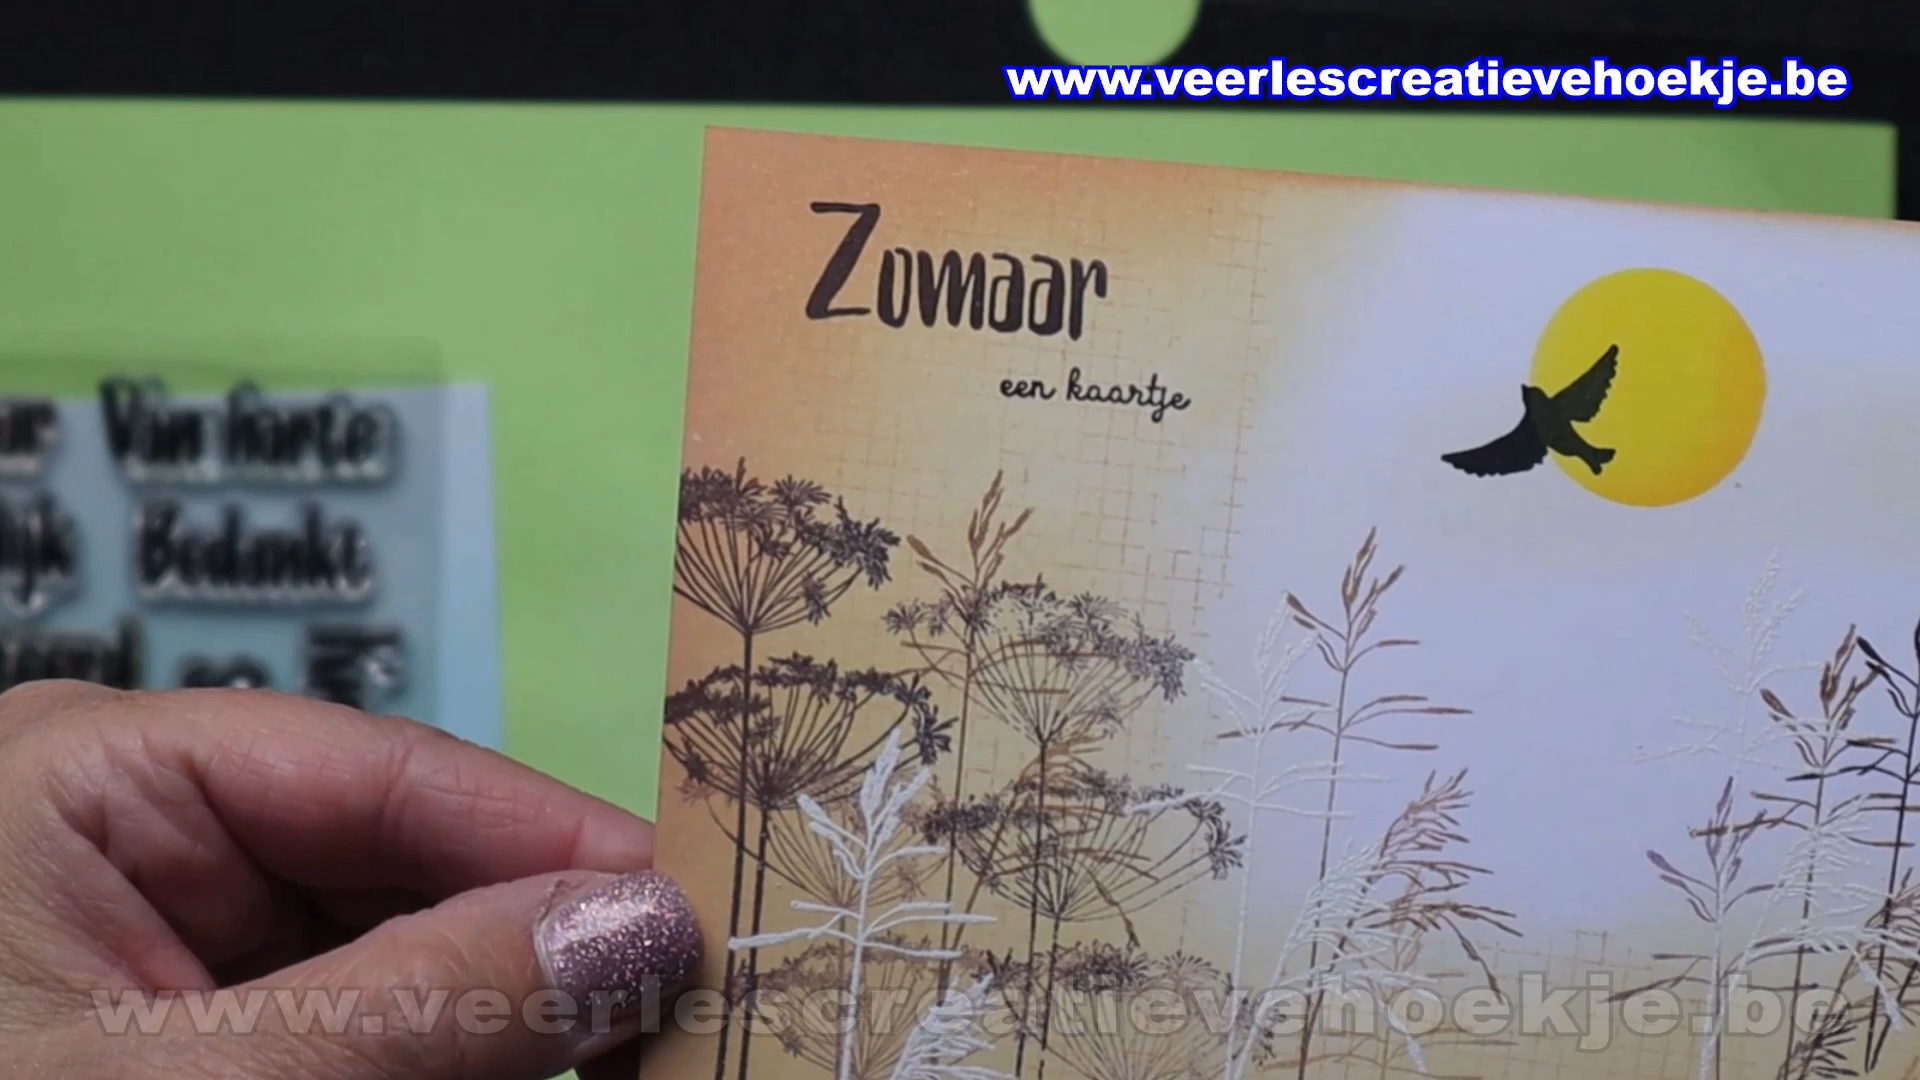 www.veerlescreatievehoekje.be
Zomaar
een kaartje
Van harte
Bedankt
www.veerlescreatievehoekje.be